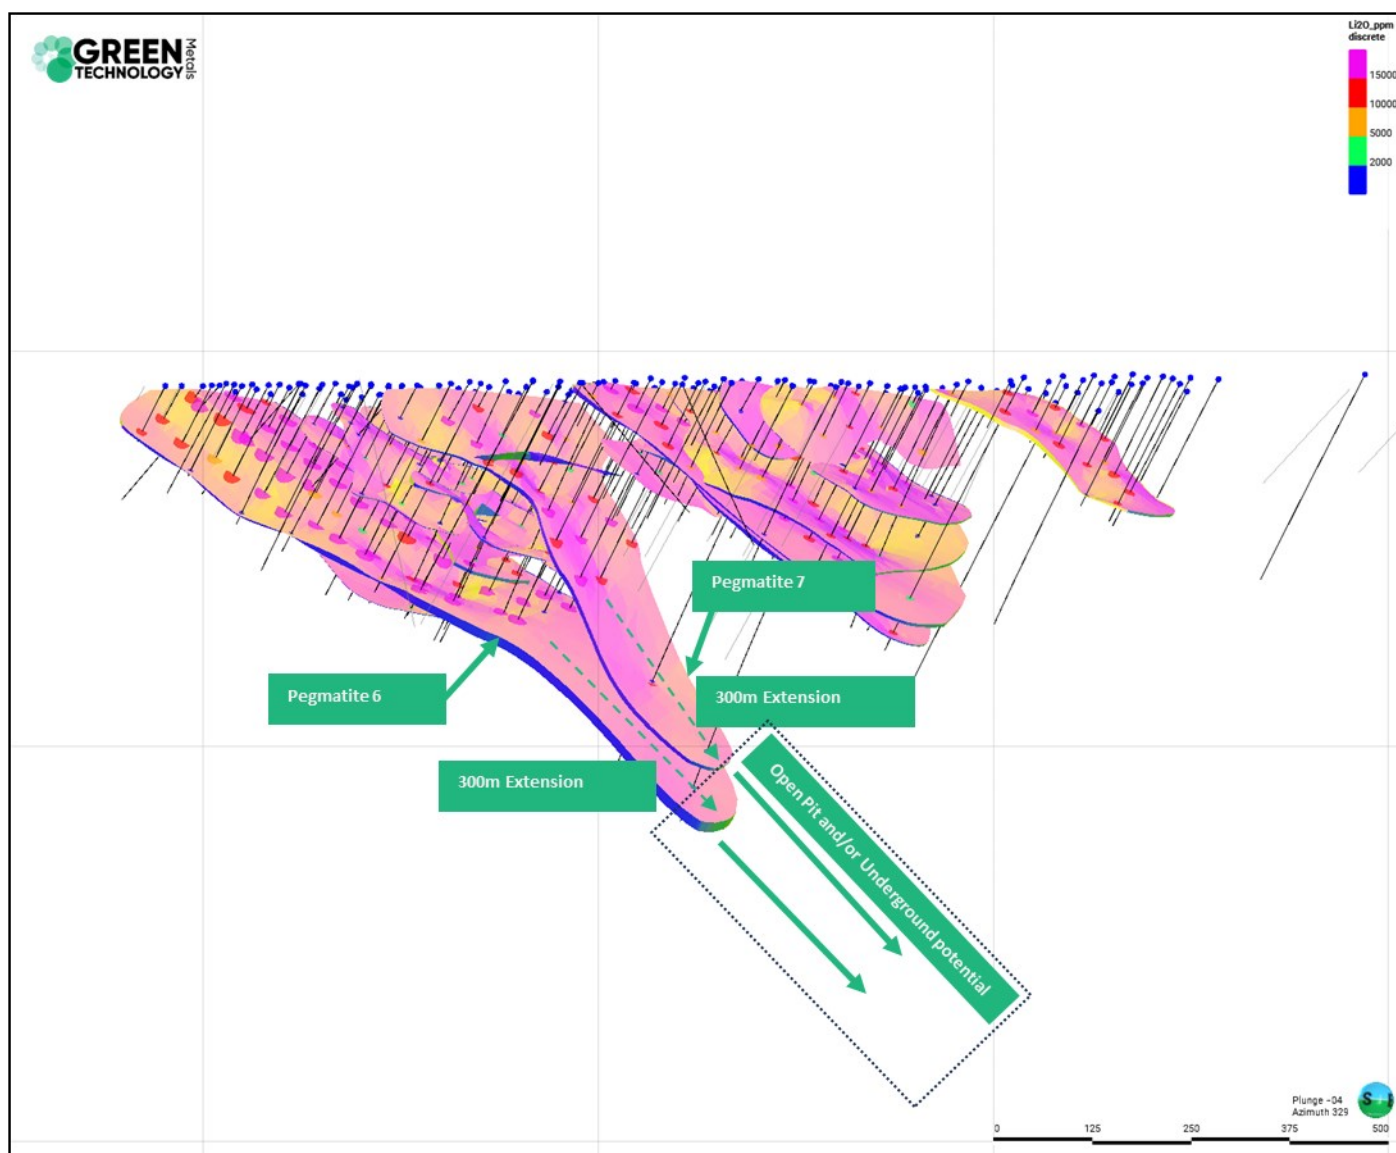 GREEN
TECHNOLOGY
Metals
Li2O_ppm
discrete
15000
10000
5000
2000
Pegmatite 7
Pegmatite 6
300m Extension
300m Extension
Open Pit and/or Underground potential
Plunge -04
Azimuth 329
0 125 250 375 500